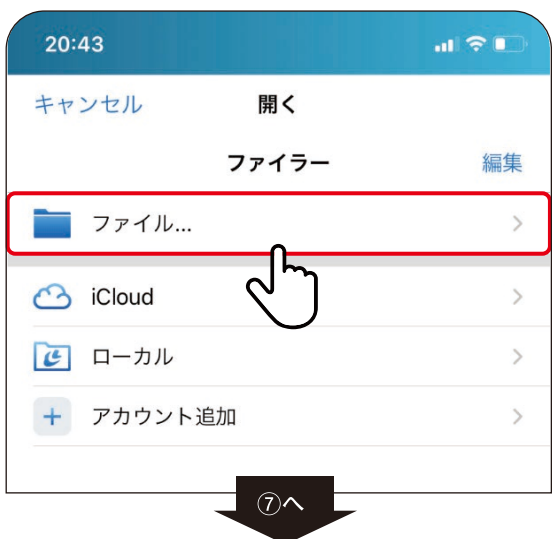 20:43
キャンセル 開く
ファイラー 編集
ファイル...
iCloud
ローカル
アカウント追加
⑦へ